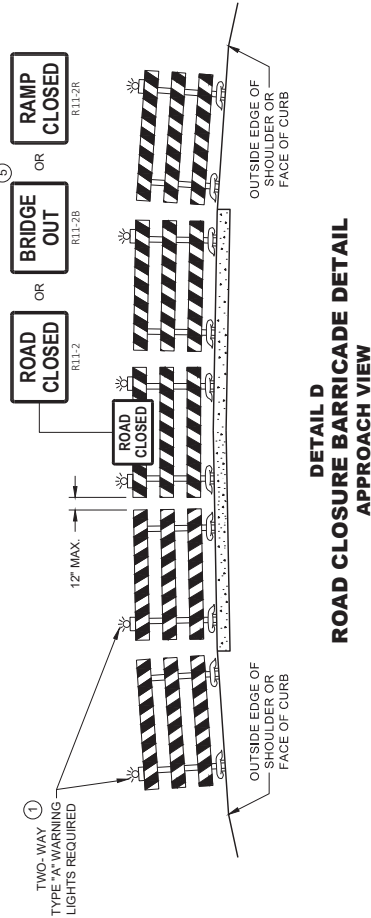 TWO-WAY ①
TYPE "A" WARNING
LIGHTS REQUIRED
12" MAX.
ROAD
CLOSED
R11-2
OR
BRIDGE
OUT
R11-2B
⑤
OR
RAMP
CLOSED
R11-2R
ROAD
CLOSED
OUTSIDE EDGE OF
SHOULDER OR
FACE OF CURB
OUTSIDE EDGE OF
SHOULDER OR
FACE OF CURB
DETAIL D
ROAD CLOSURE BARRICADE DETAIL
APPROACH VIEW